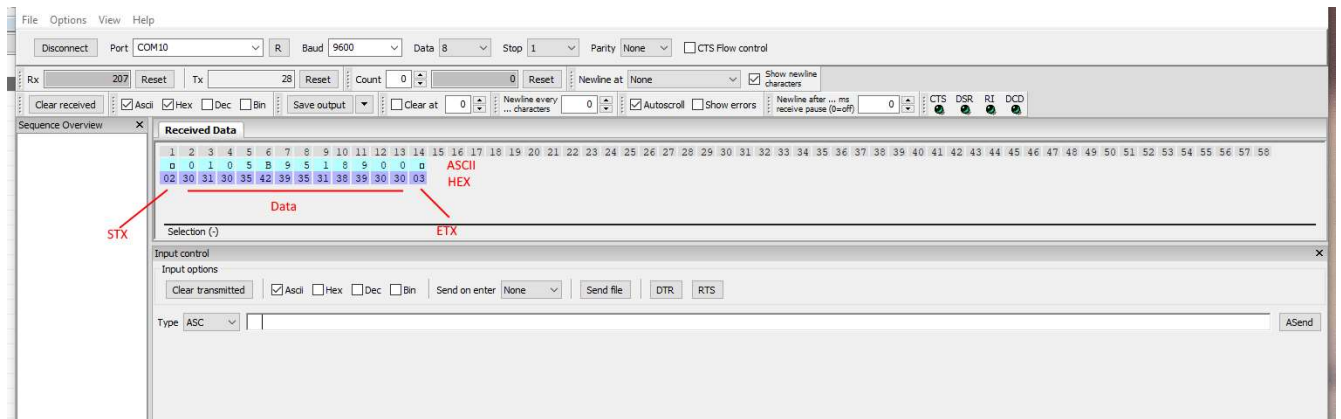 File Options View Help
Disconnect Port COM10 R Baud 9600 Data 8 Stop 1 Parity None CTS Flow control
Rx 207 Reset Tx 28 Reset Count 0 0 Reset Newline at None Show newline characters
Clear received Ascii Hex Dec Bin Save output Clear at 0 Newline every ... characters 0 Autoscroll Show errors Newline after ... ms receive pause (0=off) 0 CTS DSR RI DCD
Sequence Overview X Received Data
1 2 3 4 5 6 7 8 9 10 11 12 13 14 15 16 17 18 19 20 21 22 23 24 25 26 27 28 29 30 31 32 33 34 35 36 37 38 39 40 41 42 43 44 45 46 47 48 49 50 51 52 53 54 55 56 57 58
0 1 0 5 B 9 5 1 8 9 0 0 ASCII
02 30 31 30 35 42 39 35 31 38 39 30 30 03 HEX
Data
STX ETX
Selection (-)
Input control
Input options
Clear transmitted Ascii Hex Dec Bin Send on enter None Send file DTR RTS
Type ASC ASend